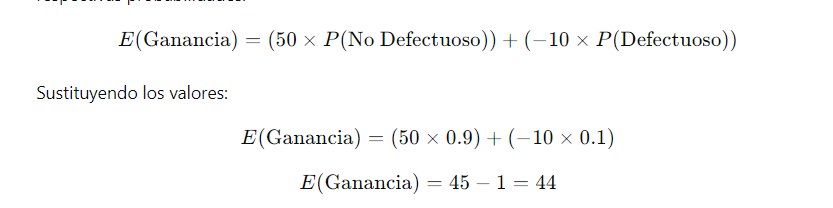 E(Ganancia) = (50 × P(No Defectuoso)) + (−10 × P(Defectuoso))
Sustituyendo los valores:
E(Ganancia) = (50 × 0.9) + (−10 × 0.1)
E(Ganancia) = 45 − 1 = 44